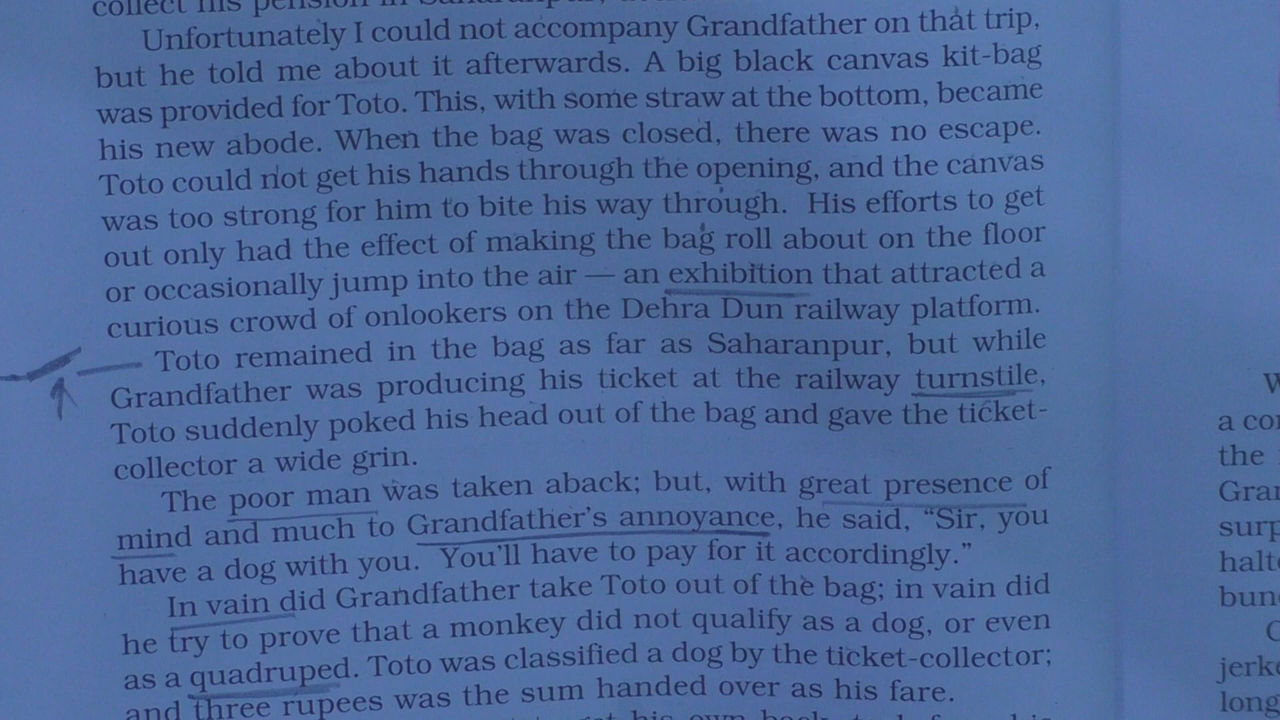 collect his pension in Saharanpur,
Unfortunately I could not accompany Grandfather on that trip,
but he told me about it afterwards. A big black canvas kit-bag
was provided for Toto. This, with some straw at the bottom, became
his new abode. When the bag was closed, there was no escape.
Toto could not get his hands through the opening, and the canvas
was too strong for him to bite his way through. His efforts to get
out only had the effect of making the bag roll about on the floor
or occasionally jump into the air — an exhibition that attracted a
curious crowd of onlookers on the Dehra Dun railway platform.
Toto remained in the bag as far as Saharanpur, but while
Grandfather was producing his ticket at the railway turnstile,
Toto suddenly poked his head out of the bag and gave the ticket-
collector a wide grin.
The poor man was taken aback; but, with great presence of
mind and much to Grandfather's annoyance, he said, “Sir, you
have a dog with you. You'll have to pay for it accordingly.”
In vain did Grandfather take Toto out of the bag; in vain did
he try to prove that a monkey did not qualify as a dog, or even
as a quadruped. Toto was classified a dog by the ticket-collector;
and three rupees was the sum handed over as his fare.
his own back
W
a co
the
Gra
surp
halt
bun
jerk
long